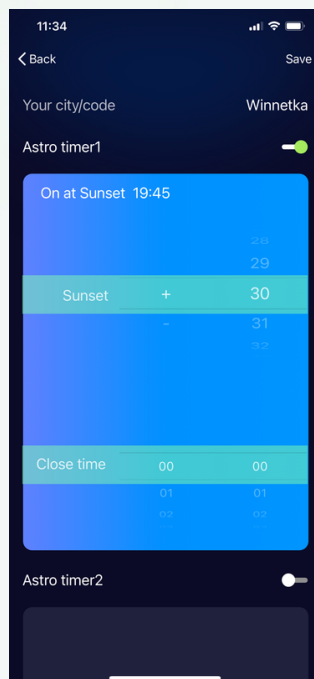 11:34
Back Save
Your city/code Winnetka
Astro timer1
On at Sunset 19:45
28
29
Sunset + 30
- 31
32
Close time 00 00
01 01
02 02
Astro timer2